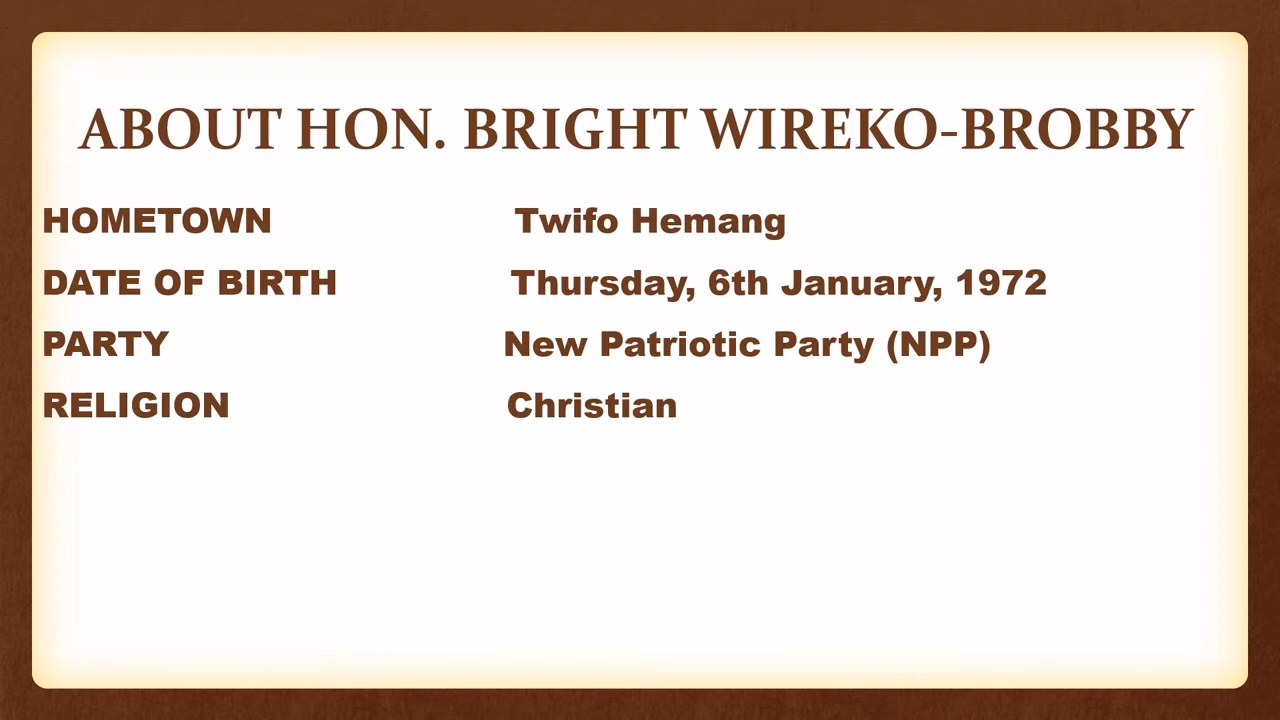 ABOUT HON. BRIGHT WIREKO-BROBBY
HOMETOWN Twifo Hemang
DATE OF BIRTH Thursday, 6th January, 1972
PARTY New Patriotic Party (NPP)
RELIGION Christian